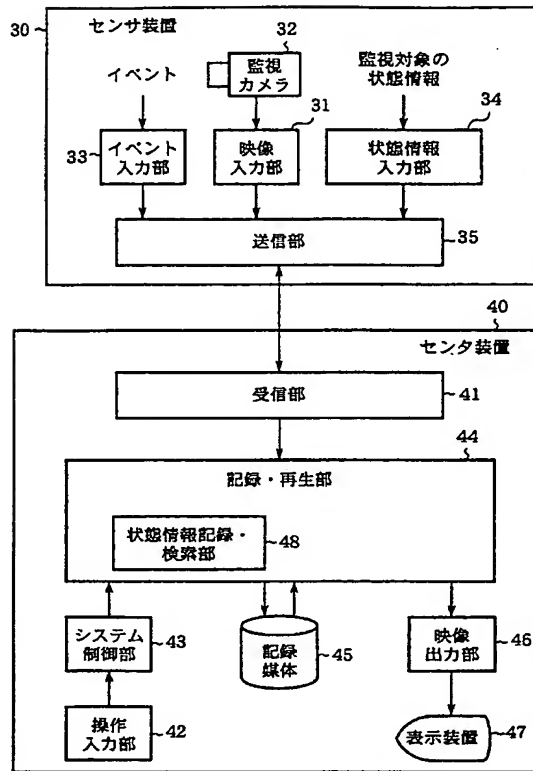 30
センサ装置
イベント
32
監視
カメラ
監視対象の
状態情報
33
イベント
入力部
31
映像
入力部
34
状態情報
入力部
送信部
35
40
センタ装置
受信部
41
44
記録・再生部
状態情報記録・
検索部
48
システム
制御部
43
記録
媒体
45
映像
出力部
46
操作
入力部
42
表示装置
47